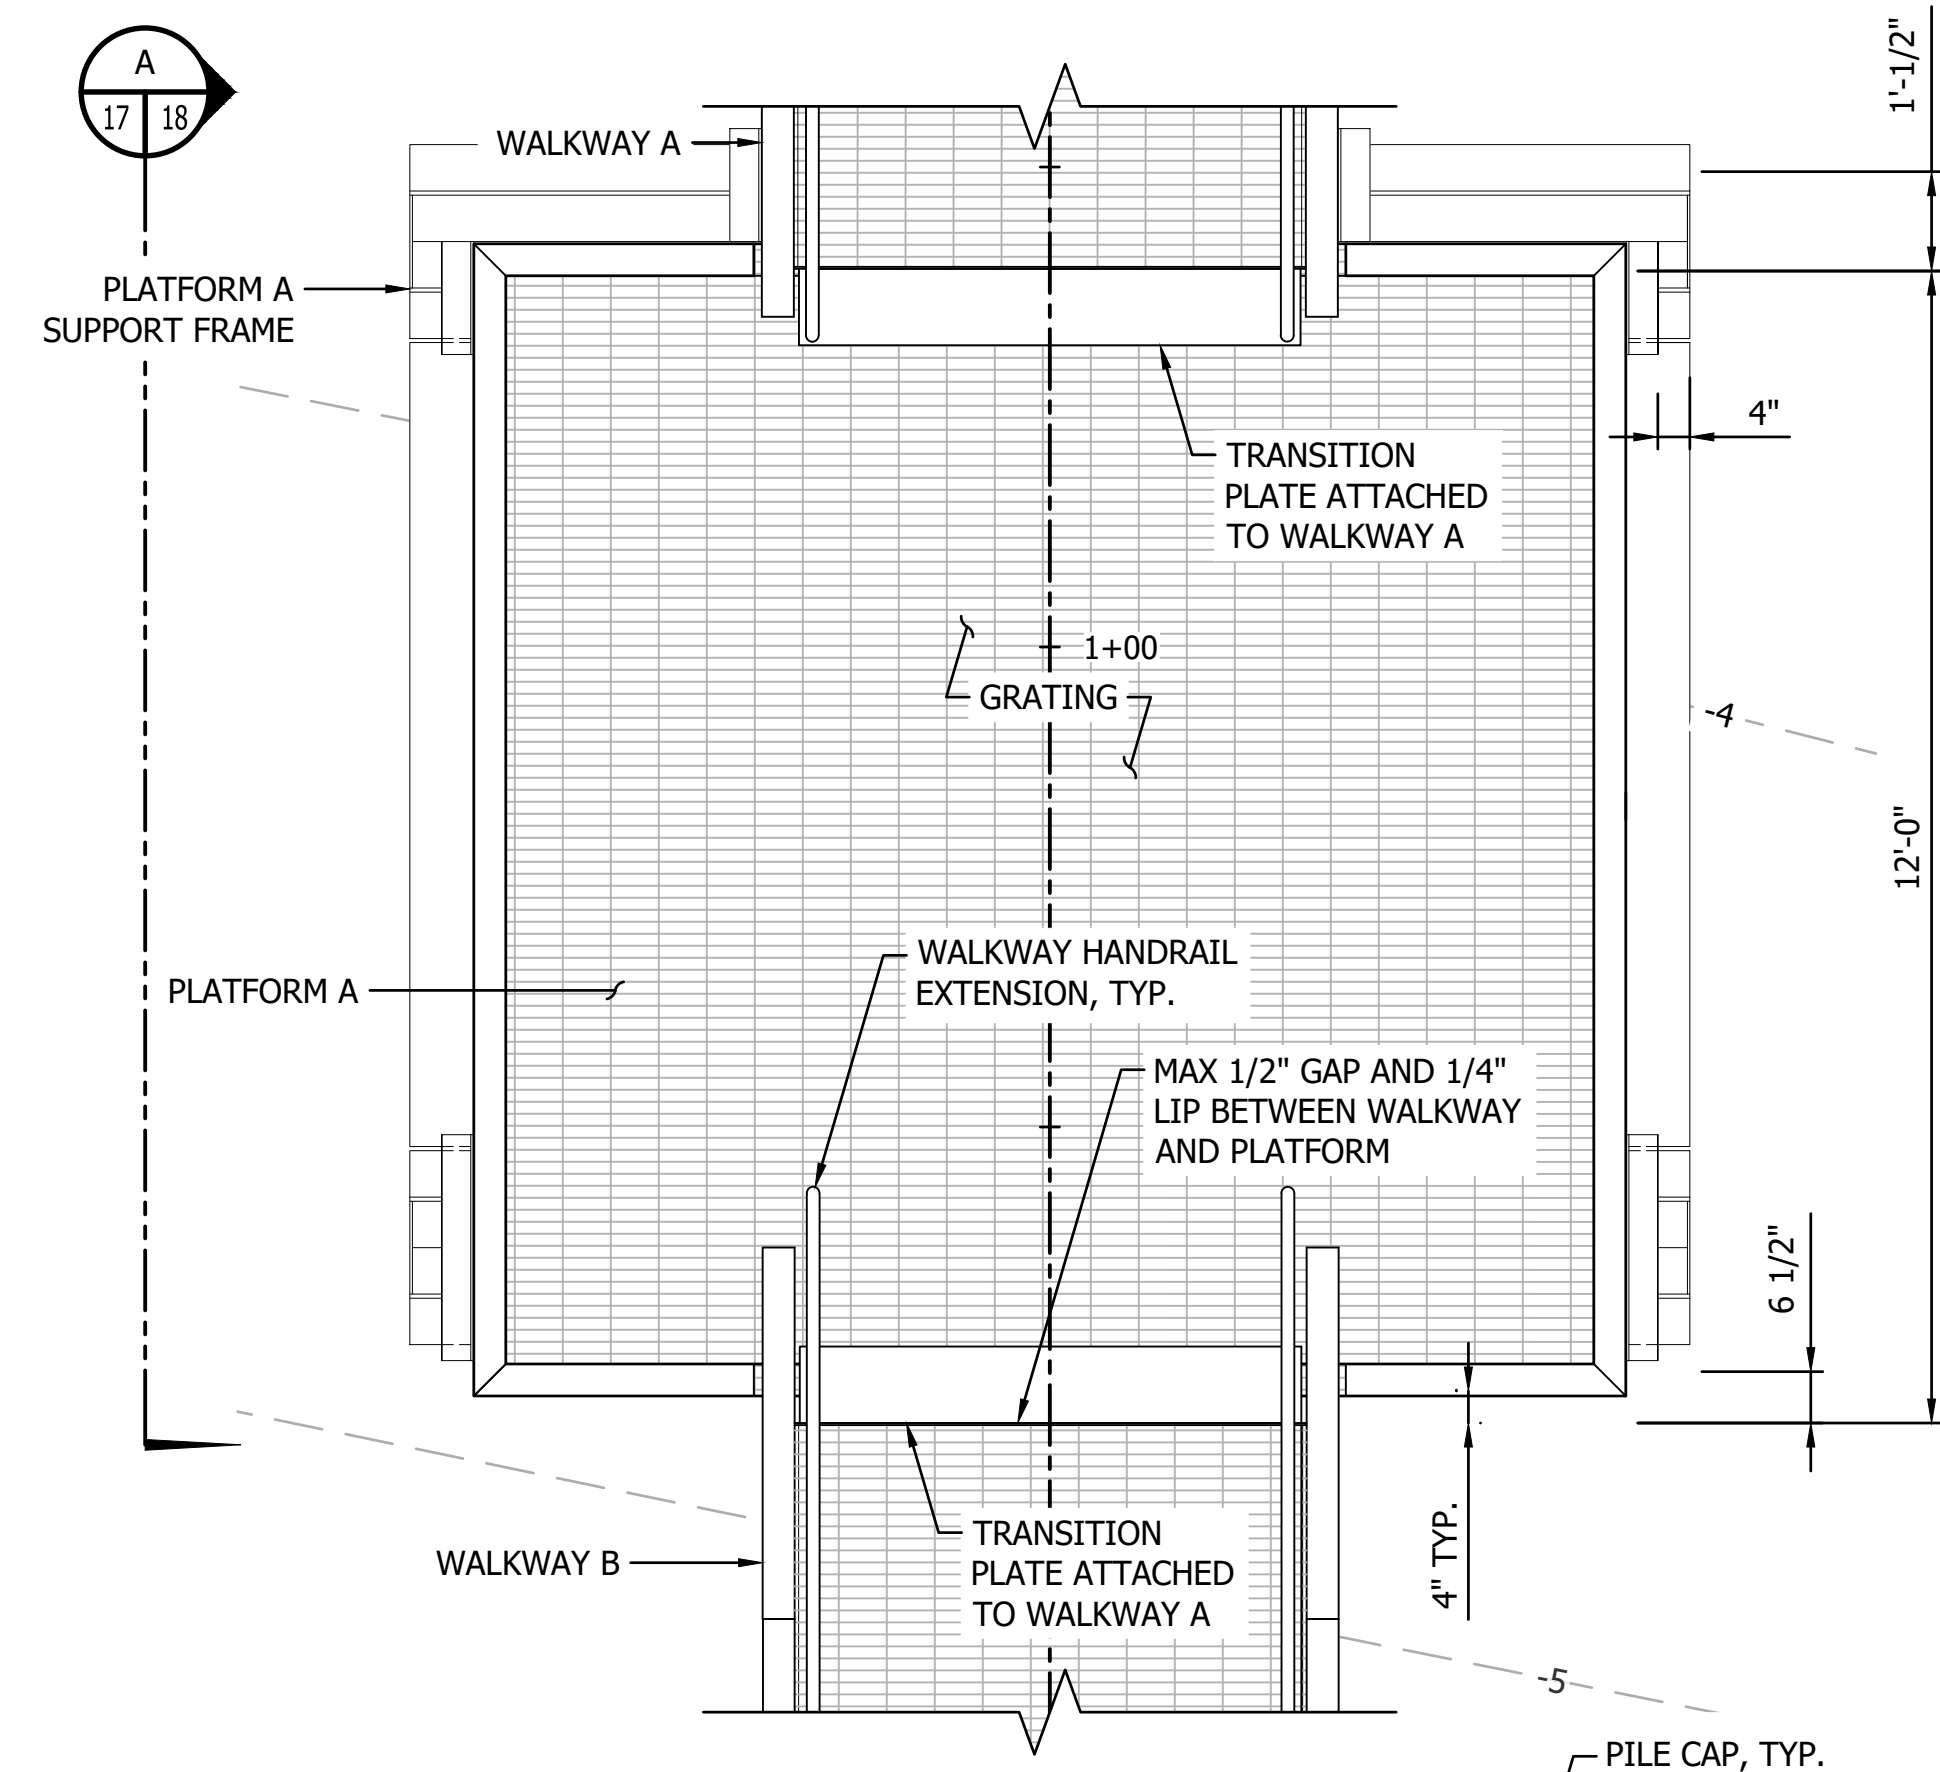 A
17 18
1'-1/2"
WALKWAY A
PLATFORM A
SUPPORT FRAME
4"
TRANSITION
PLATE ATTACHED
TO WALKWAY A
1+00
GRATING
-4
12'-0"
WALKWAY HANDRAIL
EXTENSION, TYP.
PLATFORM A
MAX 1/2" GAP AND 1/4"
LIP BETWEEN WALKWAY
AND PLATFORM
6 1/2"
TRANSITION
PLATE ATTACHED
TO WALKWAY A
4" TYP.
WALKWAY B
-5
PILE CAP, TYP.